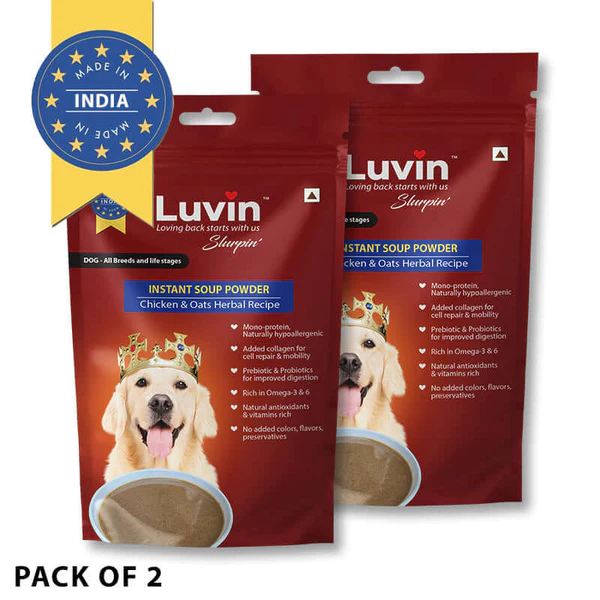 MADE IN
INDIA
MADE IN
INDIA
Luvin™
Loving back starts with us
Slurpin'
DOG - All Breeds and life stages
INSTANT SOUP POWDER
Chicken & Oats Herbal Recipe
Mono-protein,
Naturally hypoallergenic
Added collagen for
cell repair & mobility
Prebiotic & Probiotics
for improved digestion
Rich in Omega-3 & 6
Natural antioxidants
& vitamins rich
No added colors, flavors,
preservatives
Luvin™
Loving back starts with us
Slurpin'
life stages
INSTANT SOUP POWDER
& Oats Herbal Recipe
Mono-protein,
Naturally hypoallergenic
Added collagen for
cell repair & mobility
Prebiotic & Probiotics
for improved digestion
Rich in Omega-3 & 6
Natural antioxidants
& vitamins rich
No added colors, flavors,
preservatives
PACK OF 2